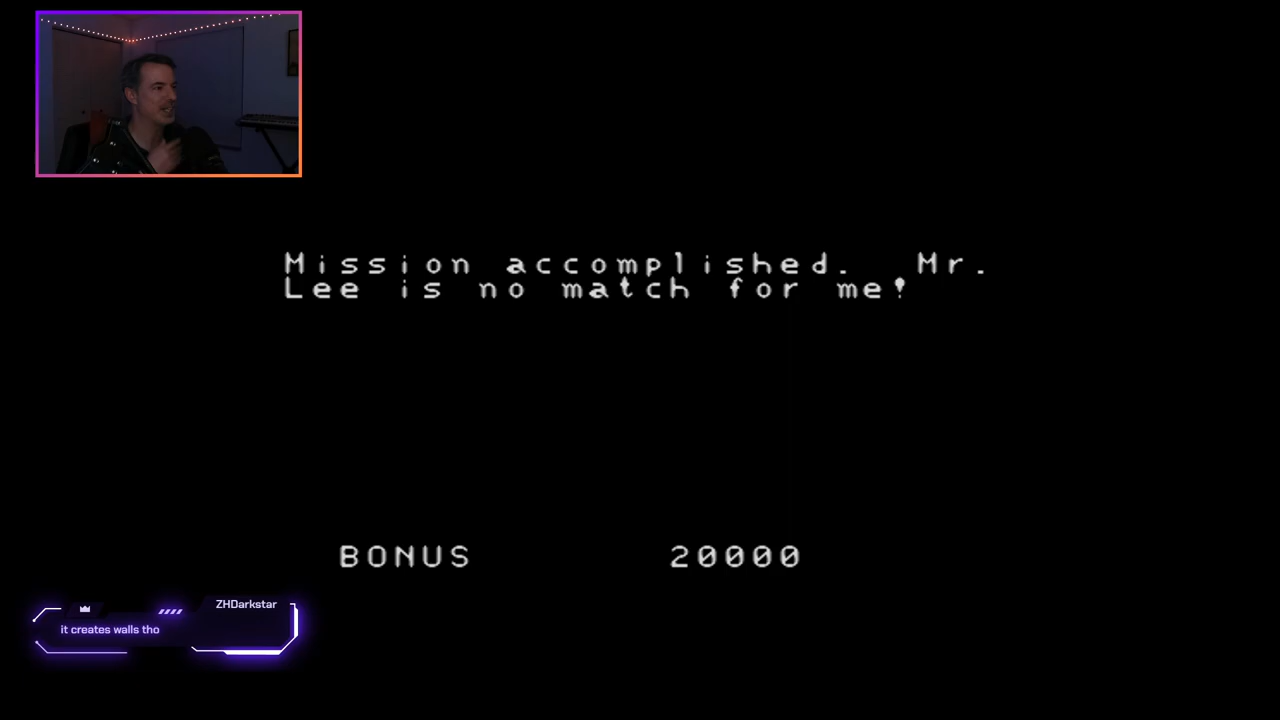 Mission accomplished. Mr.
Lee is no match for me!
BONUS 20000
ZHDarkstar
it creates walls tho